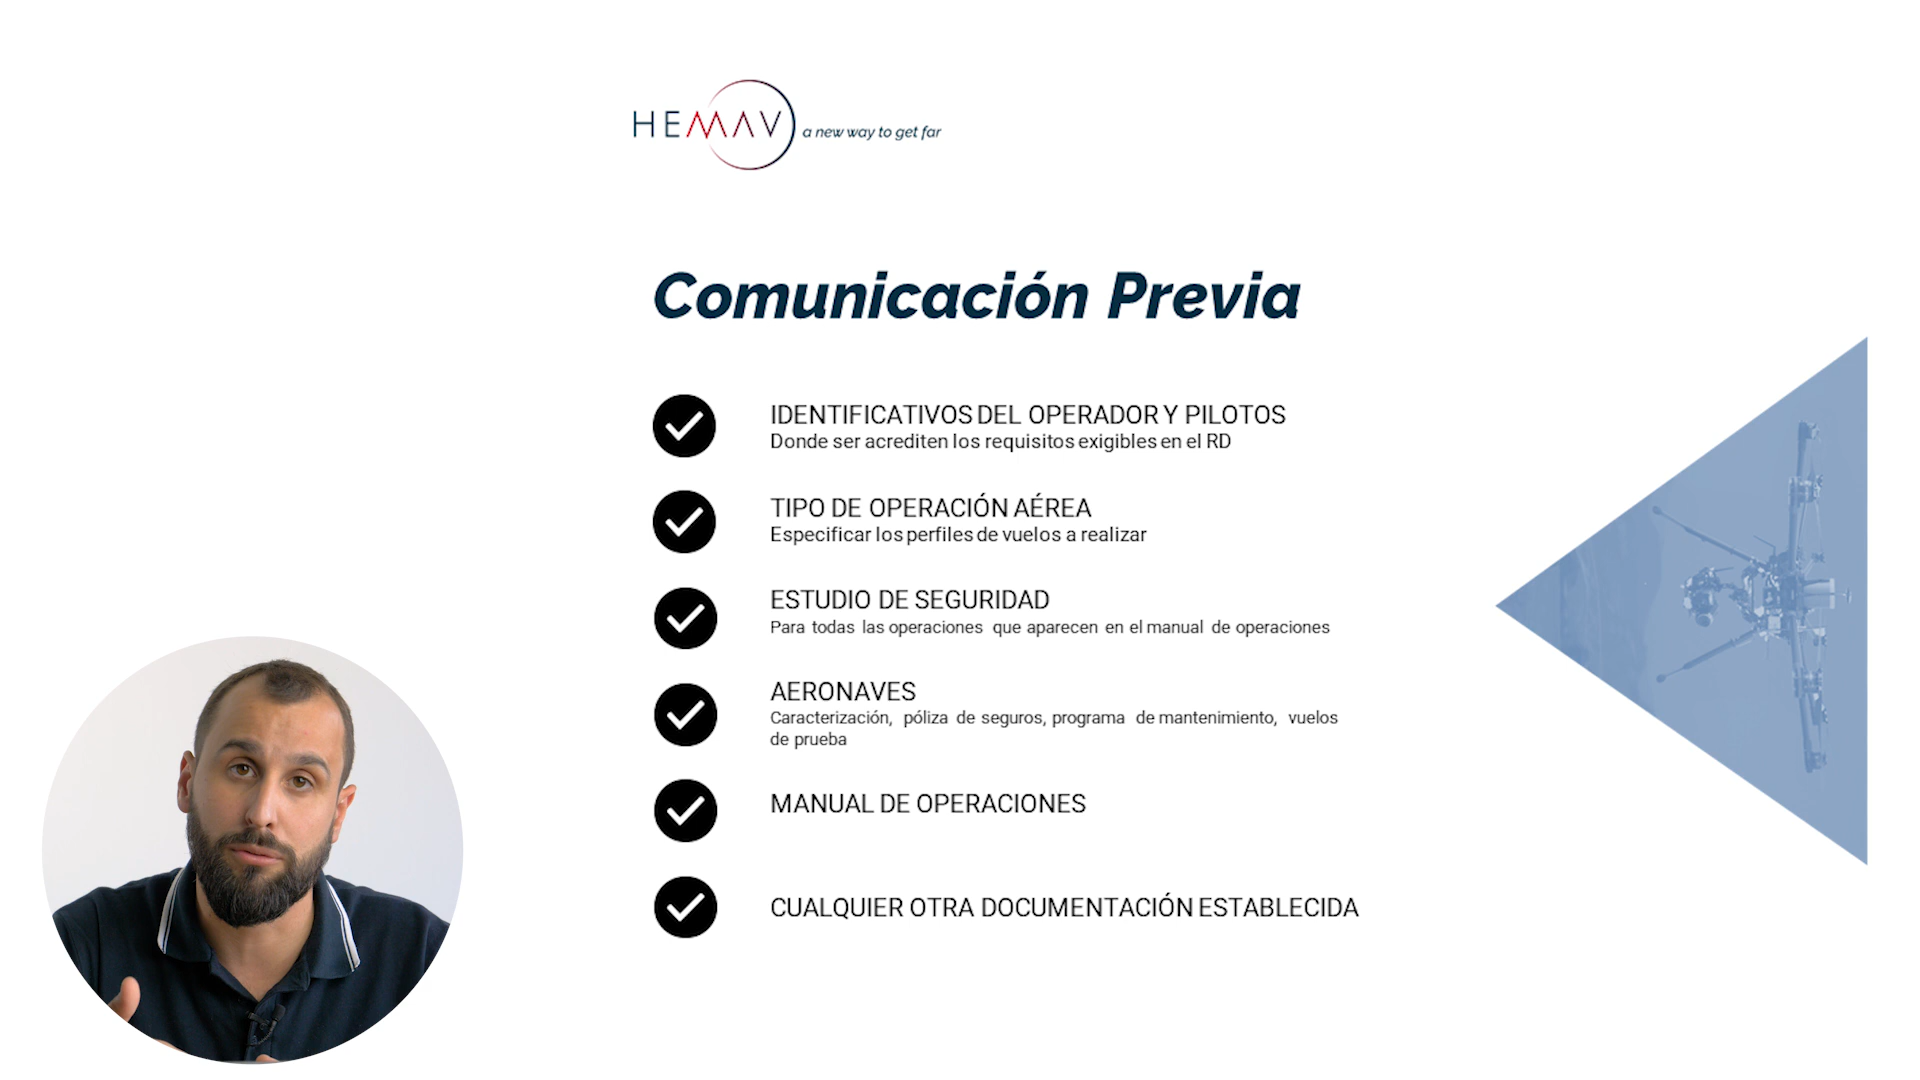 HEMAV a new way to get far
Comunicación Previa
IDENTIFICATIVOS DEL OPERADOR Y PILOTOS
Donde ser acrediten los requisitos exigibles en el RD
TIPO DE OPERACIÓN AÉREA
Especificar los perfiles de vuelos a realizar
ESTUDIO DE SEGURIDAD
Para todas las operaciones que aparecen en el manual de operaciones
AERONAVES
Caracterización, póliza de seguros, programa de mantenimiento, vuelos
de prueba
MANUAL DE OPERACIONES
CUALQUIER OTRA DOCUMENTACIÓN ESTABLECIDA